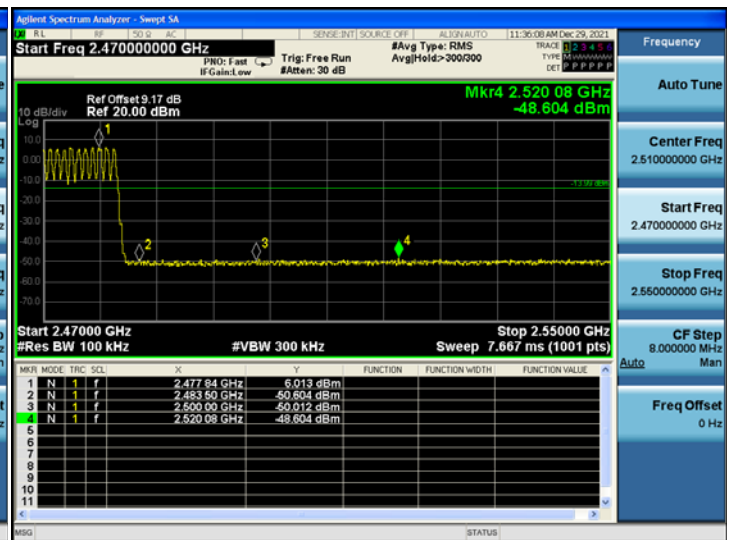 Agilent Spectrum Analyzer - Swept SA
RL RF 50 Ω AC SENSE:INT SOURCE OFF ALIGN AUTO 11:36:08 AM Dec 29, 2021
Start Freq 2.470000000 GHz
#Avg Type: RMS
TRACE 1 2 3 4 5 6
PNO: Fast
Trig: Free Run
Avg|Hold:>300/300
TYPE M
IFGain:Low
#Atten: 30 dB
DET P P P P P P
Frequency
Auto Tune
Ref Offset 9.17 dB
Mkr4 2.520 08 GHz
10 dB/div
Ref 20.00 dBm
-48.604 dBm
Log
10.0
0.00
-10.0
-20.0
-30.0
-40.0
-50.0
-60.0
-70.0
1
2
3
4
-13.99 dBm
Center Freq
2.510000000 GHz
Start Freq
2.470000000 GHz
Stop Freq
2.550000000 GHz
CF Step
8.000000 MHz
Auto Man
Freq Offset
0 Hz
Start 2.47000 GHz
Stop 2.55000 GHz
#Res BW 100 kHz
#VBW 300 kHz
Sweep 7.667 ms (1001 pts)
MKR MODE TRC SCL X Y FUNCTION FUNCTION WIDTH FUNCTION VALUE
1 N 1 f 2.477 84 GHz 6.013 dBm
2 N 1 f 2.483 50 GHz -50.604 dBm
3 N 1 f 2.500 00 GHz -50.012 dBm
4 N 1 f 2.520 08 GHz -48.604 dBm
5
6
7
8
9
10
11
MSG
STATUS